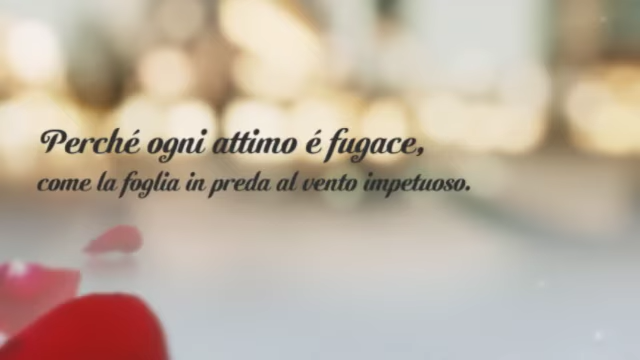 Perché ogni attimo é fugace,
come la foglia in preda al vento impetuoso.